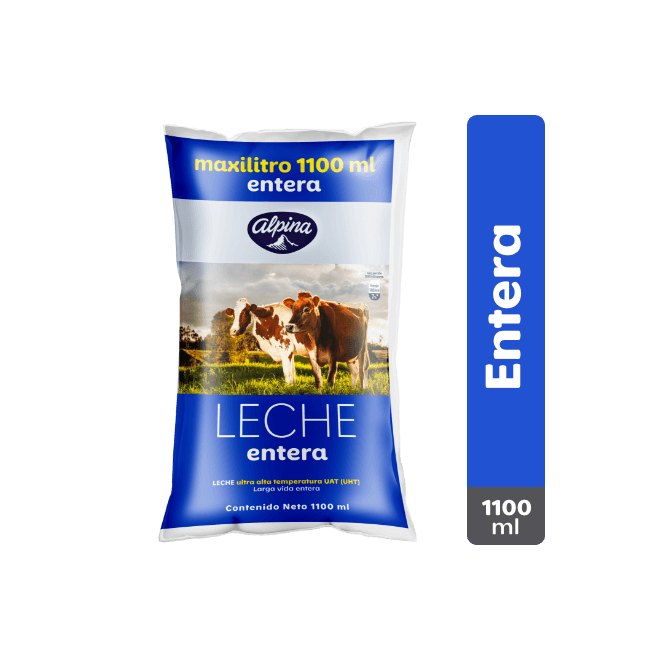 maxilitro 1100 ml
entera
Alpina
LECHE
entera
LECHE ultra alta temperatura UAT (UHT)
Larga vida entera
Contenido Neto 1100 ml
Entera
1100
ml